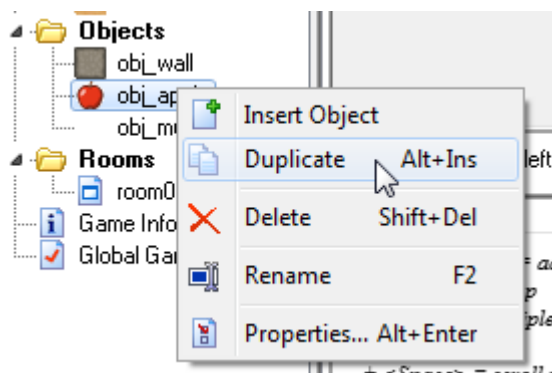 Objects
obj_wall
obj_ap
obj_m
Insert Object
Duplicate Alt+Ins
left
Rooms
room0
Delete Shift+Del
Game Info
Global Ga
Rename F2
Properties... Alt+Enter